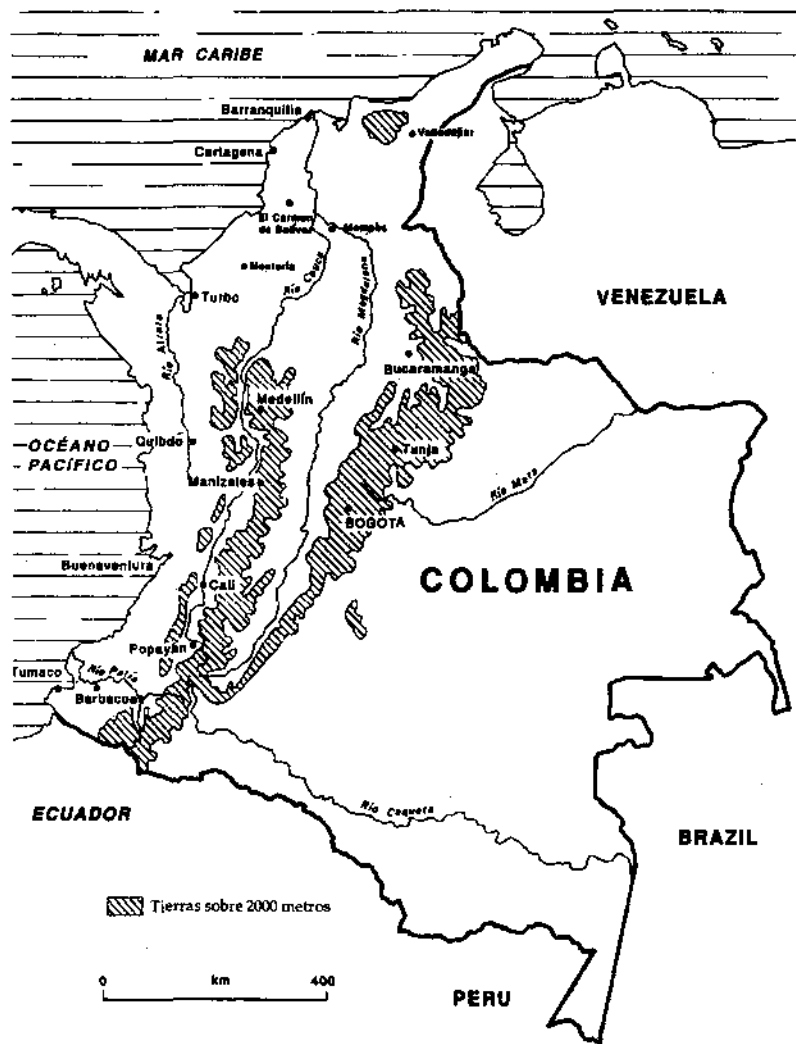 MAR CARIBE
Barranquilla
Valledupar
Cartagena
El Carmen
de Bolívar
Mompós
Montería
Río Cauca
Río Magdalena
Turbo
VENEZUELA
Río Atrato
Bucaramanga
Medellín
OCÉANO
PACÍFICO
Quibdó
Tunja
Manizales
Río Meta
BOGOTA
Buenaventura
COLOMBIA
Cali
Popayán
Tumaco
Río Patía
Barbacoas
Río Caqueta
ECUADOR
BRAZIL
Tierras sobre 2000 metros
0 km 400
PERU